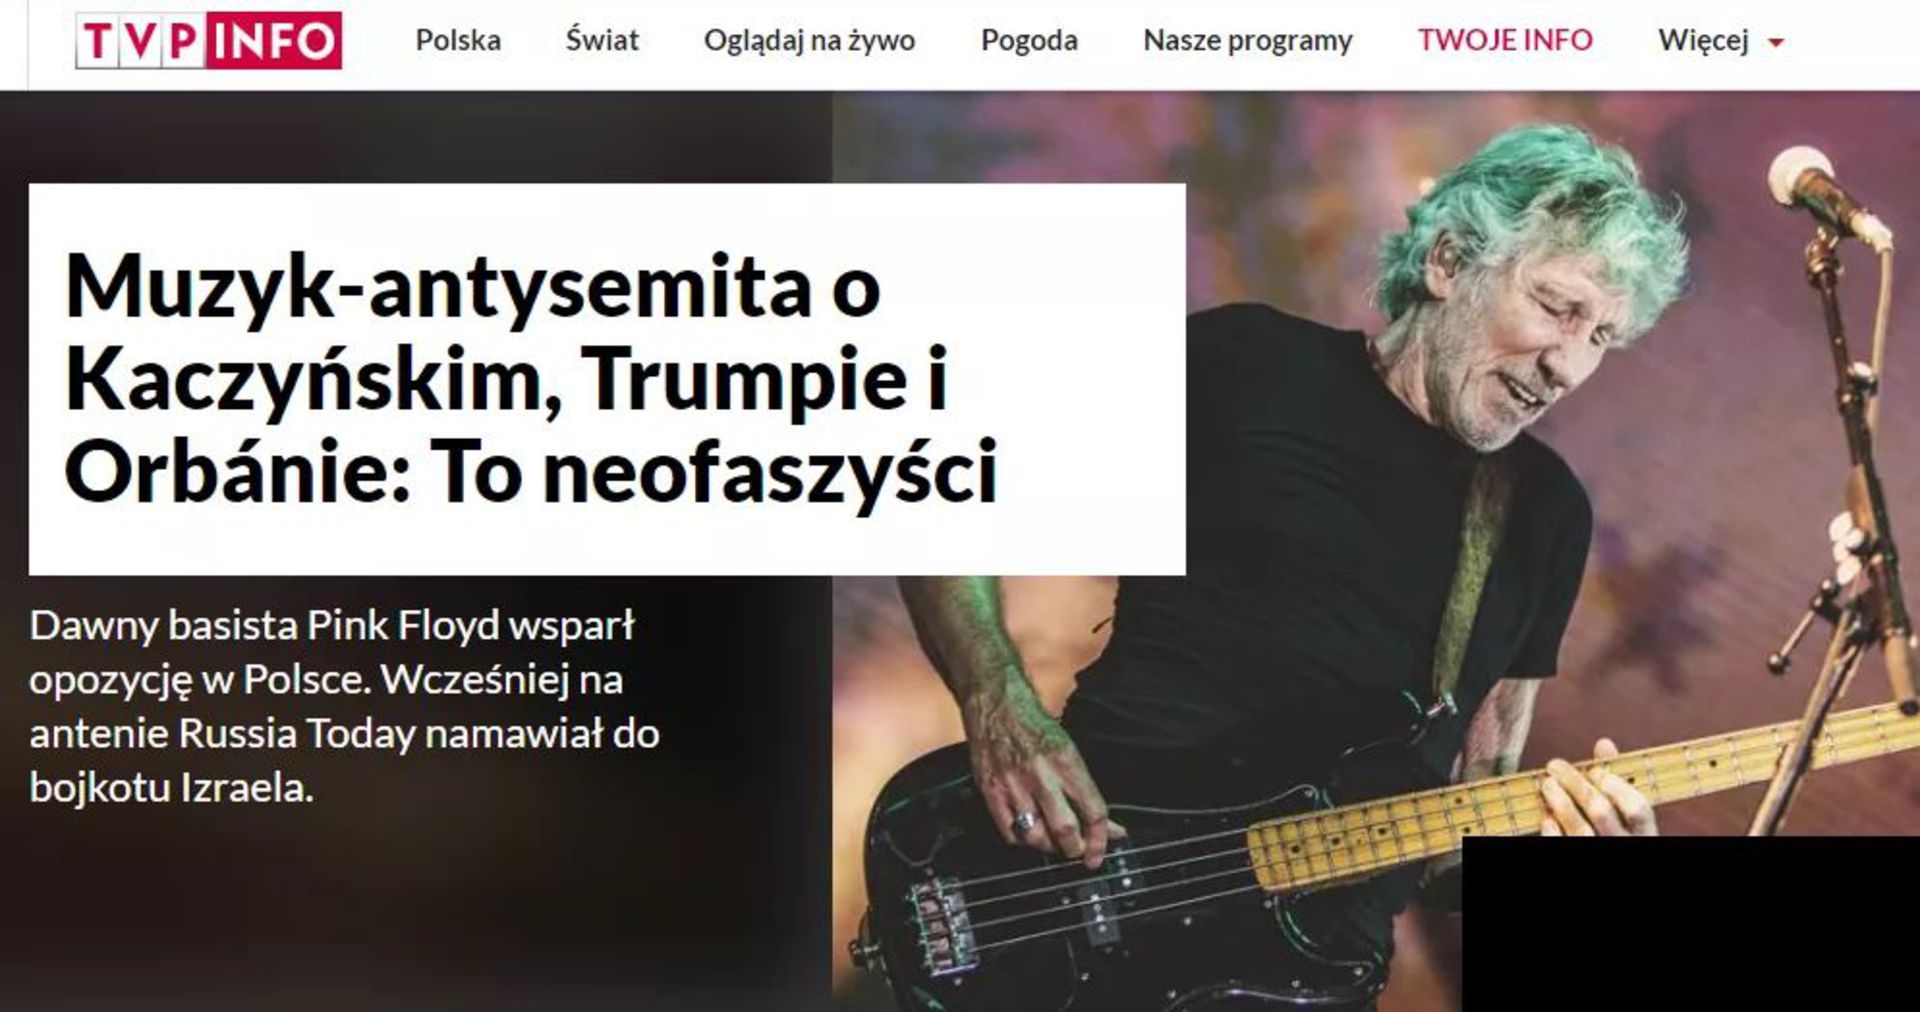 TVP INFO Polska Świat Oglądaj na żywo Pogoda Nasze programy TWOJE INFO Więcej
Muzyk-antysemita o
Kaczyńskim, Trumpie i
Orbánie: To neofaszyści
Dawny basista Pink Floyd wsparł
opozycję w Polsce. Wcześniej na
antenie Russia Today namawiał do
bojkotu Izraela.